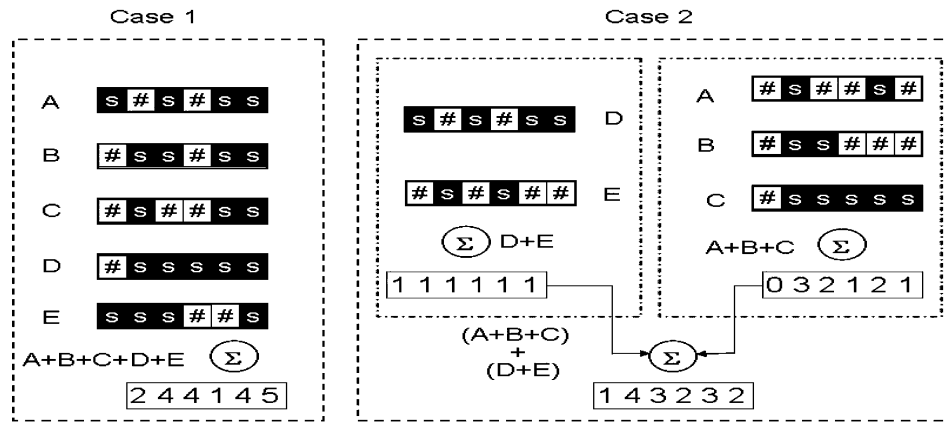 Case 1
A s # s # s s
B # s s # s s
C # s # # s s
D # s s s s s
E s s s # # s
A+B+C+D+E Σ
2 4 4 1 4 5
Case 2
s # s # s s D
# s # s # # E
Σ D+E
1 1 1 1 1 1
A # s # # s #
B # s s # # #
C # s s s s s
A+B+C Σ
0 3 2 1 2 1
(A+B+C)
+
(D+E)
Σ
1 4 3 2 3 2